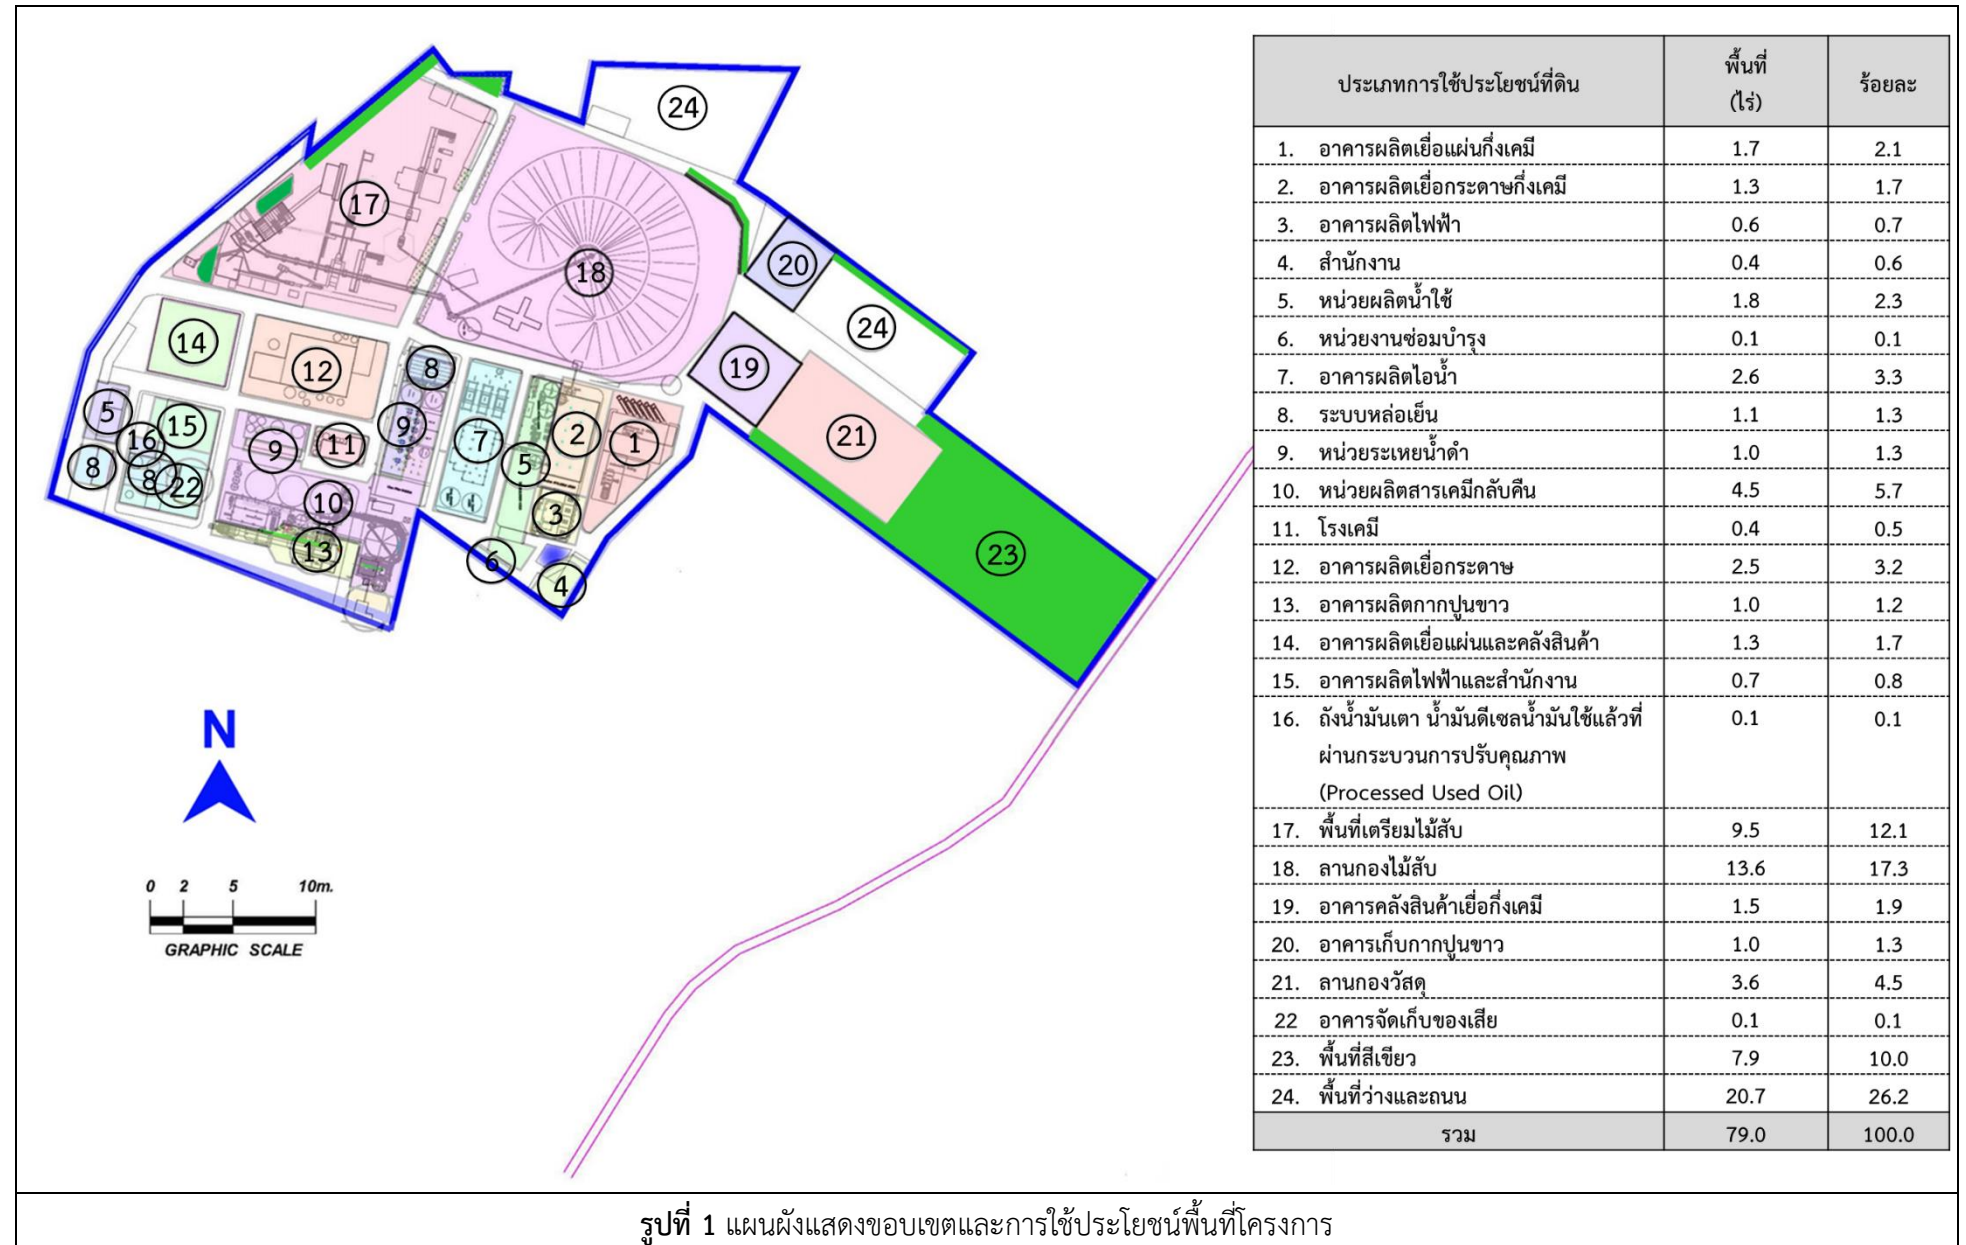 24
17
18
20
24
14
12
19
8
5
15
9
16
9
11
7
2
1
21
5
8
8
22
10
3
13
6
23
4
N
0 2 5 10m.
GRAPHIC SCALE
ประเภทการใช้ประโยชน์ที่ดิน พื้นที่ (ไร่) ร้อยละ
1. อาคารผลิตเยื่อแผ่นกึ่งเคมี 1.7 2.1
2. อาคารผลิตเยื่อกระดาษกึ่งเคมี 1.3 1.7
3. อาคารผลิตไฟฟ้า 0.6 0.7
4. สำนักงาน 0.4 0.6
5. หน่วยผลิตน้ำใช้ 1.8 2.3
6. หน่วยงานซ่อมบำรุง 0.1 0.1
7. อาคารผลิตไอน้ำ 2.6 3.3
8. ระบบหล่อเย็น 1.1 1.3
9. หน่วยระเหยน้ำดำ 1.0 1.3
10. หน่วยผลิตสารเคมีกลับคืน 4.5 5.7
11. โรงเคมี 0.4 0.5
12. อาคารผลิตเยื่อกระดาษ 2.5 3.2
13. อาคารผลิตกากปูนขาว 1.0 1.2
14. อาคารผลิตเยื่อแผ่นและคลังสินค้า 1.3 1.7
15. อาคารผลิตไฟฟ้าและสำนักงาน 0.7 0.8
16. ถังน้ำมันเตา น้ำมันดีเซลน้ำมันใช้แล้วที่ 0.1 0.1
ผ่านกระบวนการปรับคุณภาพ
(Processed Used Oil)
17. พื้นที่เตรียมไม้สับ 9.5 12.1
18. ลานกองไม้สับ 13.6 17.3
19. อาคารคลังสินค้าเยื่อกึ่งเคมี 1.5 1.9
20. อาคารเก็บกากปูนขาว 1.0 1.3
21. ลานกองวัสดุ 3.6 4.5
22 อาคารจัดเก็บของเสีย 0.1 0.1
23. พื้นที่สีเขียว 7.9 10.0
24. พื้นที่ว่างและถนน 20.7 26.2
รวม 79.0 100.0
รูปที่ 1 แผนผังแสดงขอบเขตและการใช้ประโยชน์พื้นที่โครงการ